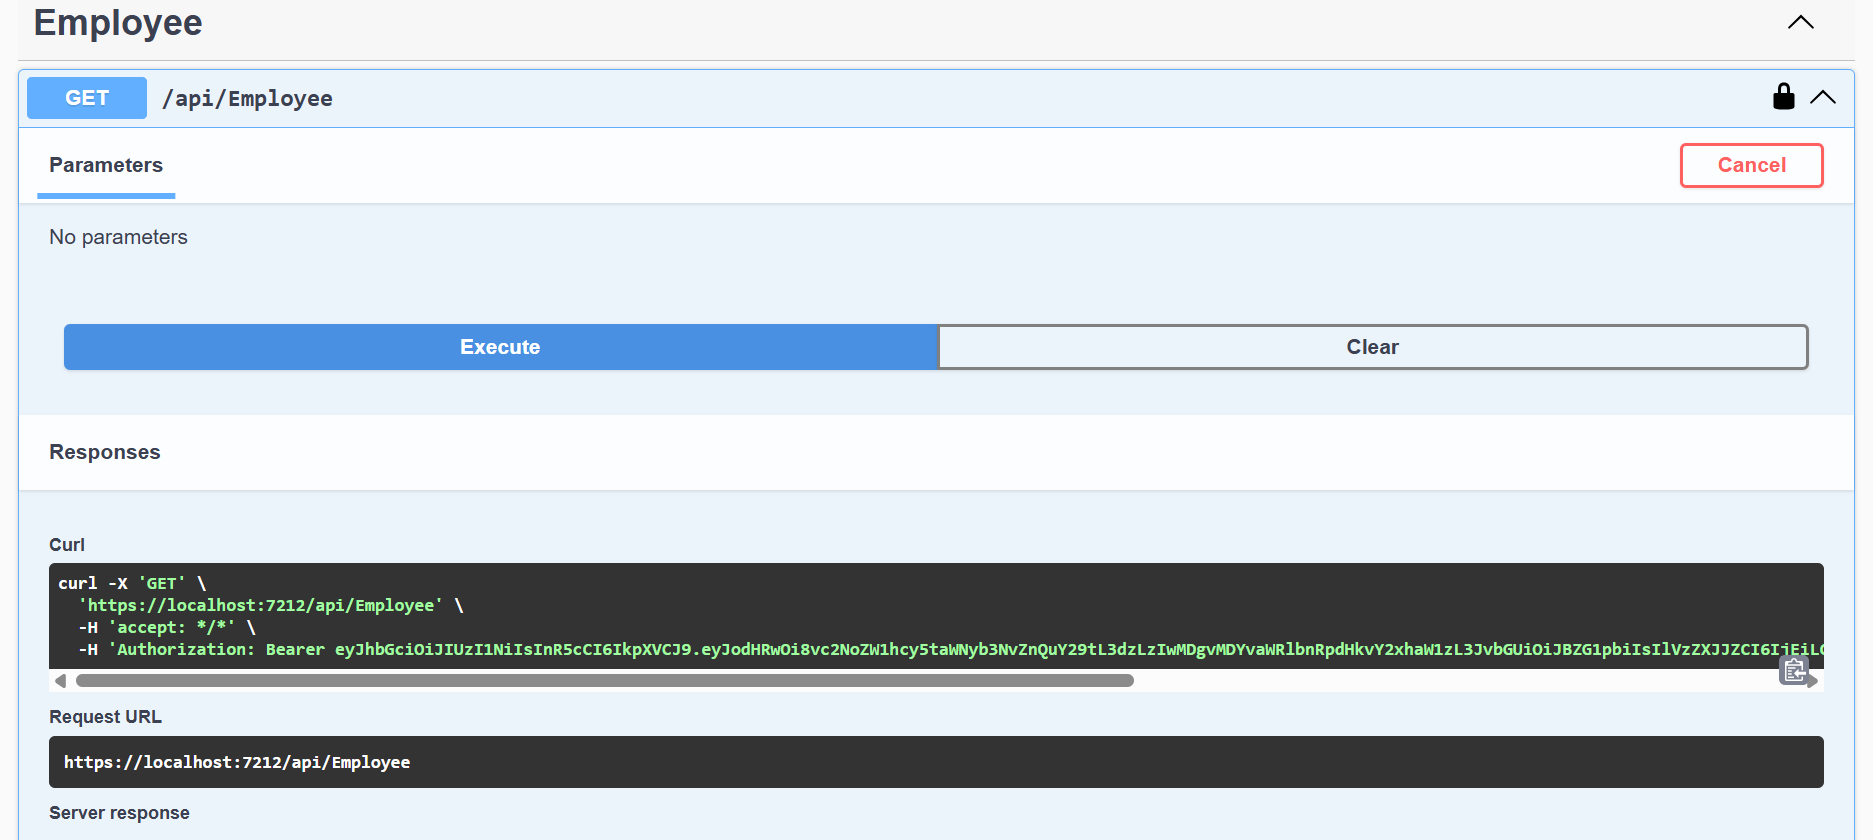 Employee
GET /api/Employee
Parameters
Cancel
No parameters
Execute
Clear
Responses
Curl
curl -X 'GET' \
'https://localhost:7212/api/Employee' \
-H 'accept: */*' \
-H 'Authorization: Bearer eyJhbGciOiJIUzI1NiIsInR5cCI6IkpXVCJ9.eyJodHRwOi8vc2NoZW1hcy5taWNyb3NvZnQuY29tL3dzLzIwMDgvMDYvaWRlbnRpdHkvY2xhaW1zL3JvbGUiOiJBZG1pbiIsIlVzZXJJZCI6IjEiLC
Request URL
https://localhost:7212/api/Employee
Server response